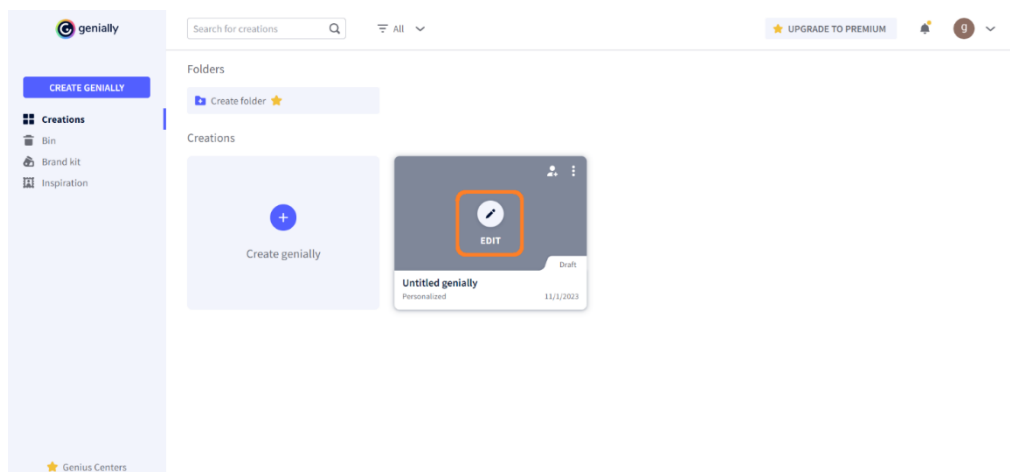 genially
Search for creations
All
UPGRADE TO PREMIUM
g
CREATE GENIALLY
Creations
Bin
Brand kit
Inspiration
Genius Centers
Folders
Create folder
Creations
Create genially
EDIT
Draft
Untitled genially
Personalized
11/1/2023